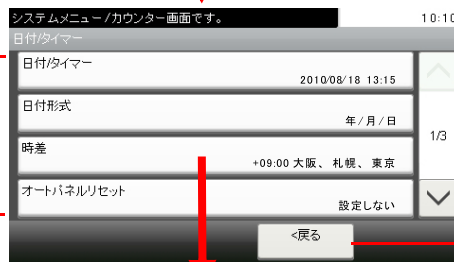 システムメニュー/カウンター画面です。
10:10
日付/タイマー
日付/タイマー
2010/08/18 13:15
日付形式
年/月/日
時差
+09:00 大阪、札幌、東京
1/3
オートパネルリセット
設定しない
<戻る